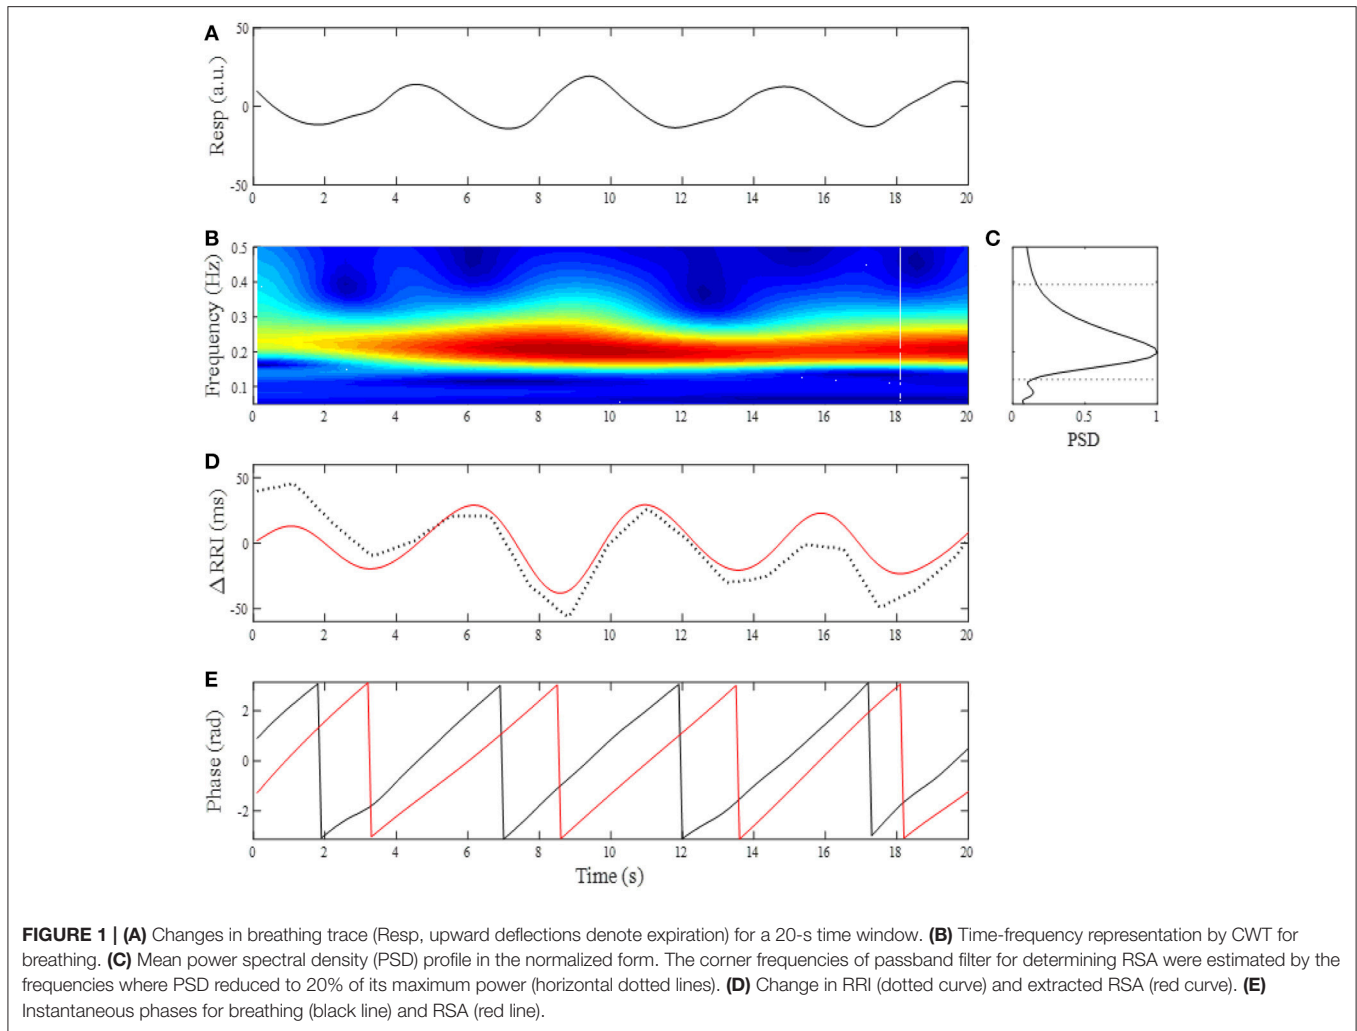 A
50
0
-50
Resp (a.u.)
0 2 4 6 8 10 12 14 16 18 20
B
0.5
0.4
0.3
0.2
0.1
Frequency (Hz)
0 2 4 6 8 10 12 14 16 18 20
C
0 0.5 1
PSD
D
50
0
-50
Δ RRI (ms)
0 2 4 6 8 10 12 14 16 18 20
E
2
0
-2
Phase (rad)
0 2 4 6 8 10 12 14 16 18 20
Time (s)
FIGURE 1 | (A) Changes in breathing trace (Resp, upward deflections denote expiration) for a 20-s time window. (B) Time-frequency representation by CWT for
breathing. (C) Mean power spectral density (PSD) profile in the normalized form. The corner frequencies of passband filter for determining RSA were estimated by the
frequencies where PSD reduced to 20% of its maximum power (horizontal dotted lines). (D) Change in RRI (dotted curve) and extracted RSA (red curve). (E)
Instantaneous phases for breathing (black line) and RSA (red line).